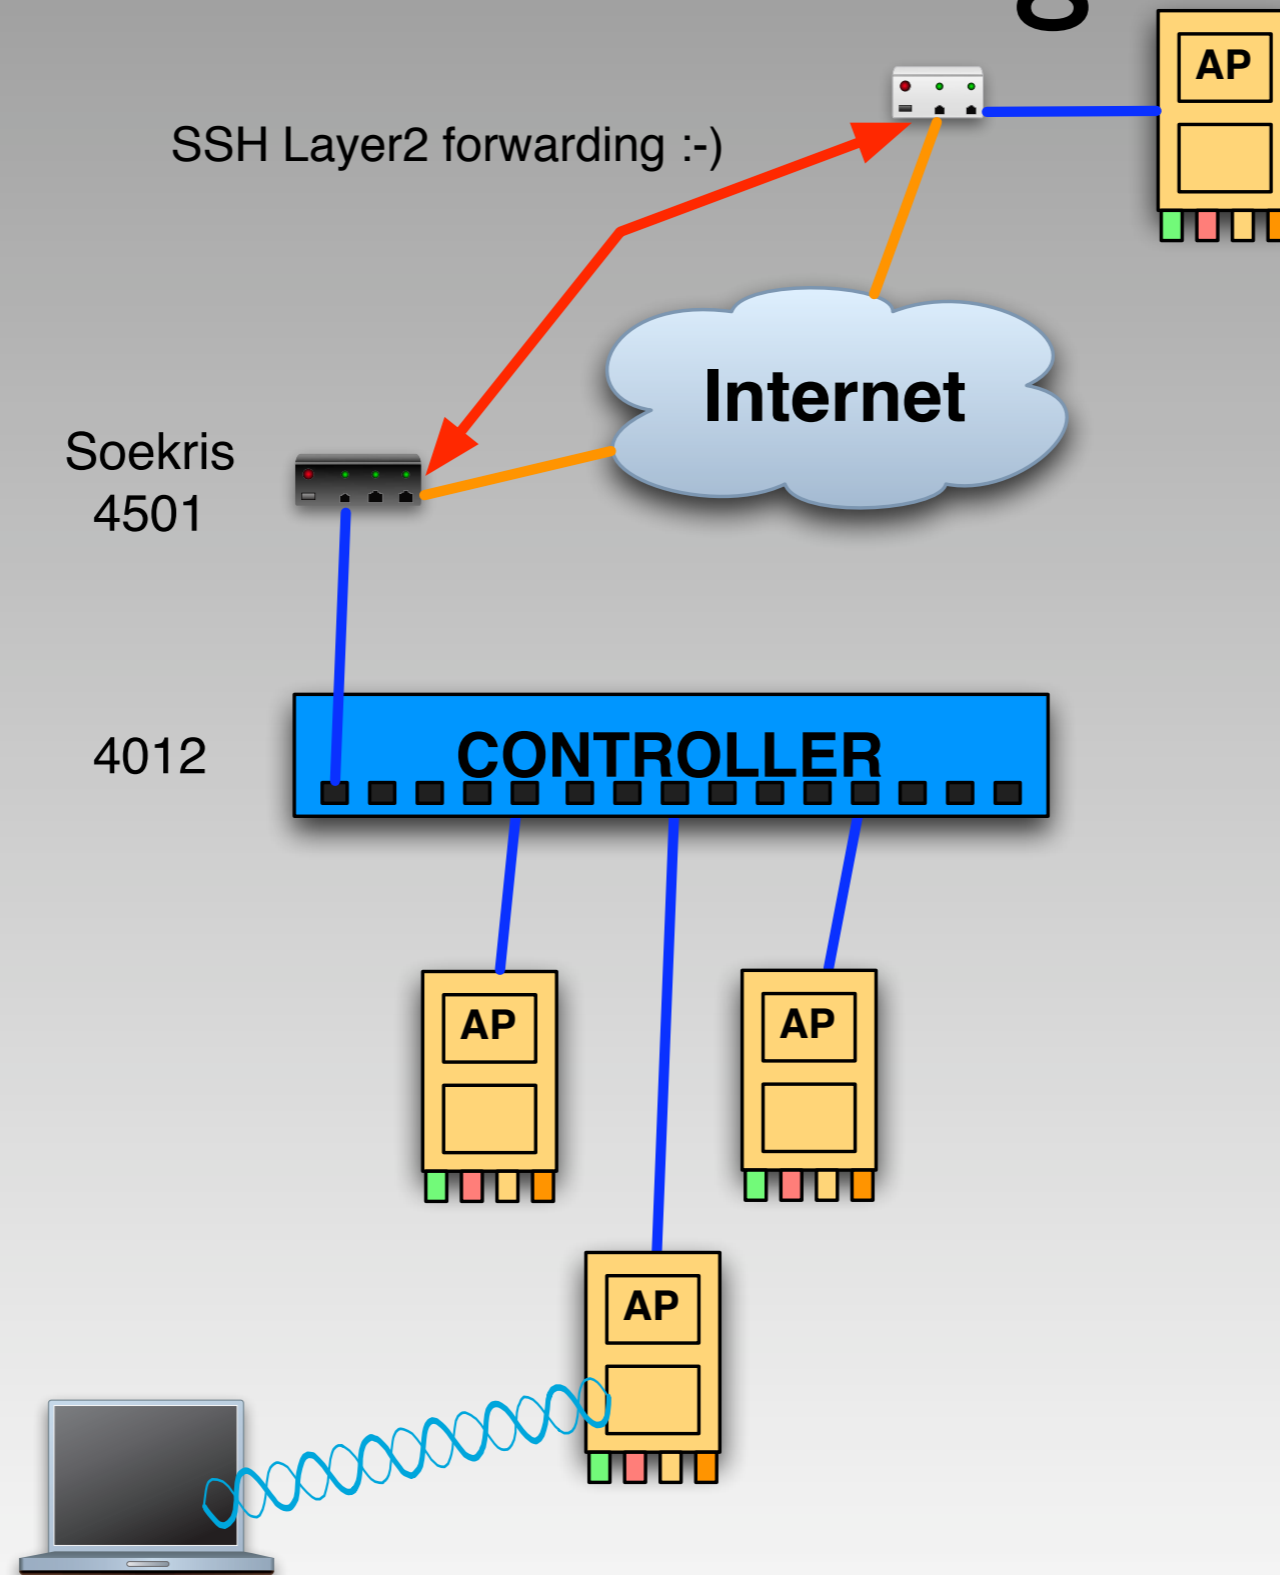 AP
SSH Layer2 forwarding :-)
Internet
Soekris
4501
4012
CONTROLLER
AP
AP
AP